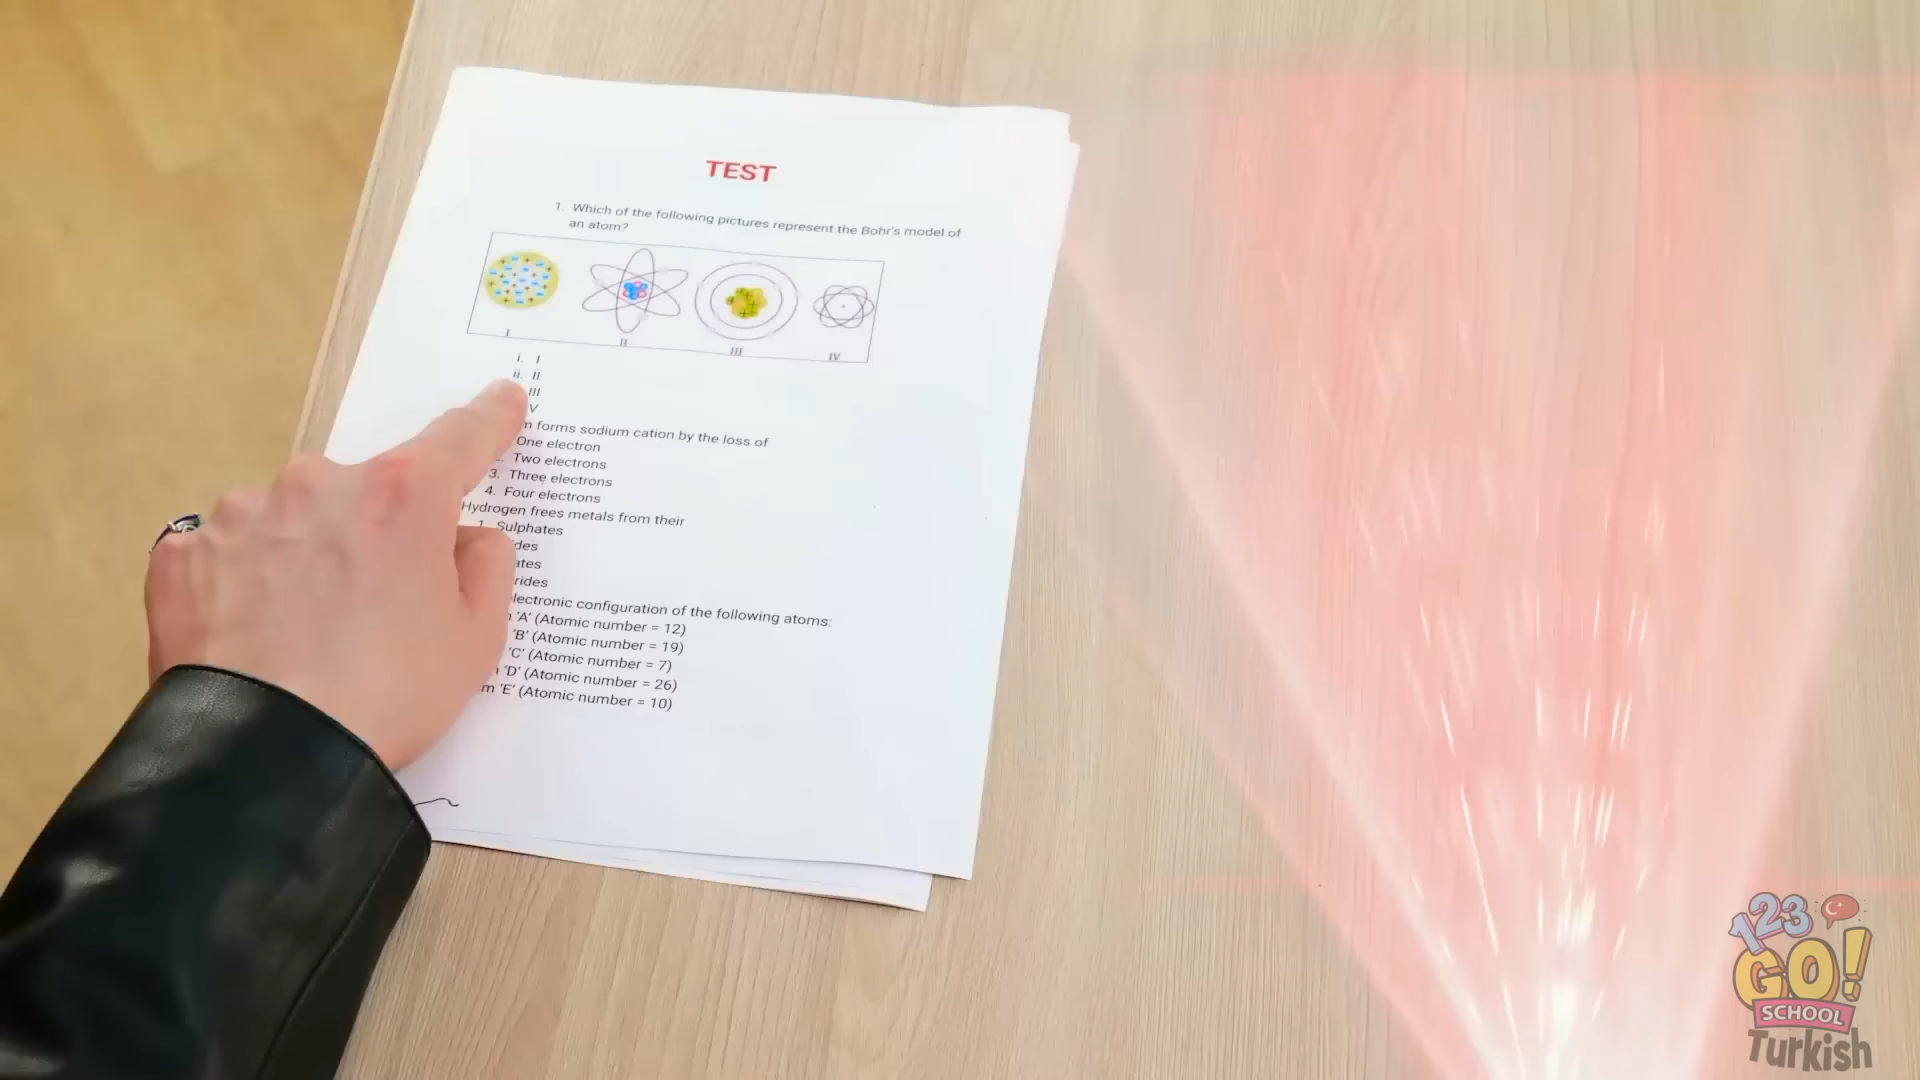 TEST
1. Which of the following pictures represent the Bohr's model of
an atom?
I
II
III
IV
i. I
ii. II
III
V
n forms sodium cation by the loss of
One electron
Two electrons
3. Three electrons
4. Four electrons
Hydrogen frees metals from their
1. Sulphates
ides
ates
rides
lectronic configuration of the following atoms:
'A' (Atomic number = 12)
'B' (Atomic number = 19)
'C' (Atomic number = 7)
'D' (Atomic number = 26)
m 'E' (Atomic number = 10)
123
GO!
SCHOOL
Turkish